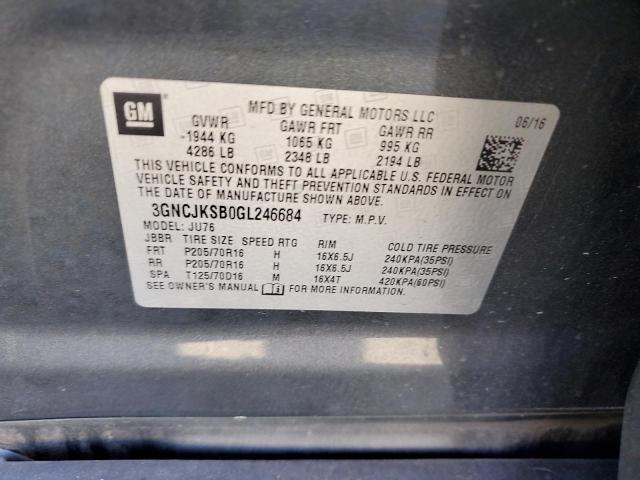 GM
MFD BY GENERAL MOTORS LLC
06/16
GVWR GAWR FRT GAWR RR
1944 KG 1065 KG 995 KG
4286 LB 2348 LB 2194 LB
THIS VEHICLE CONFORMS TO ALL APPLICABLE U.S. FEDERAL MOTOR
VEHICLE SAFETY AND THEFT PREVENTION STANDARDS IN EFFECT ON
THE DATE OF MANUFACTURE SHOWN ABOVE.
3GNCJKSB0GL246684 TYPE: M.P.V.
MODEL: JU76
JBBR TIRE SIZE SPEED RTG RIM COLD TIRE PRESSURE
FRT P205/70R16 H 16X6.5J 240KPA(35PSI)
RR P205/70R16 H 16X6.5J 240KPA(35PSI)
SPA T125/70D16 M 16X4T 420KPA(60PSI)
SEE OWNER'S MANUAL i FOR MORE INFORMATION.